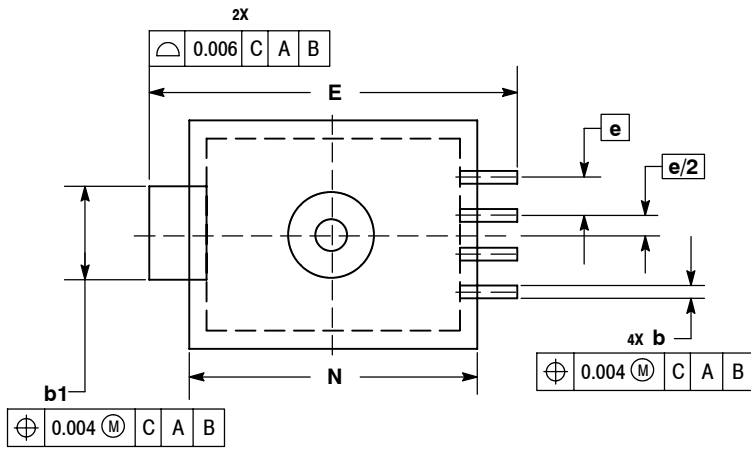 2X
⌓ 0.006 C A B
E
e
e/2
4X b
⌖ 0.004 Ⓜ C A B
N
b1
⌖ 0.004 Ⓜ C A B